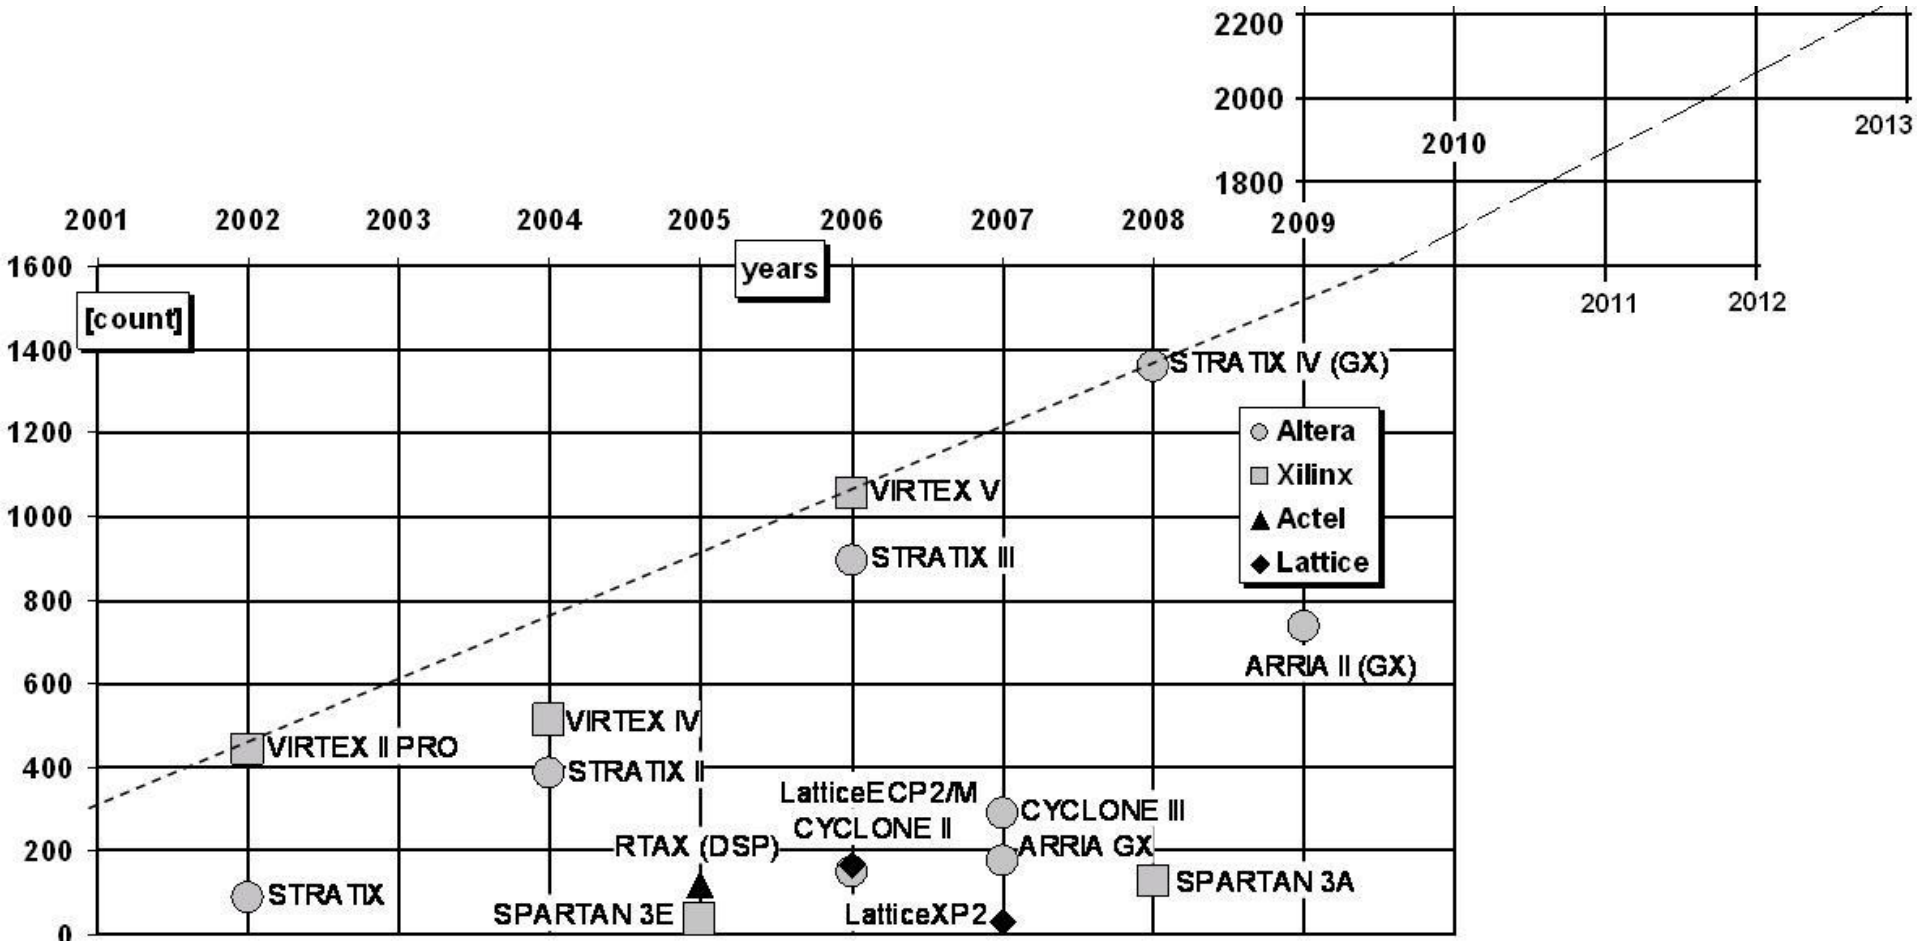 2200
2000
2010
2013
1800
2001 2002 2003 2004 2005 2006 2007 2008 2009
1600
years
2011 2012
[count]
1400
STRATIX IV (GX)
1200
Altera
Xilinx
Actel
Lattice
VIRTEX V
1000
STRATIX III
800
ARRIA II (GX)
600
VIRTEX IV
VIRTEX II PRO
400
STRATIX II
LatticeECP2/M
CYCLONE II
CYCLONE III
200
RTAX (DSP)
ARRIA GX
STRATIX
SPARTAN 3A
SPARTAN 3E
LatticeXP2
0